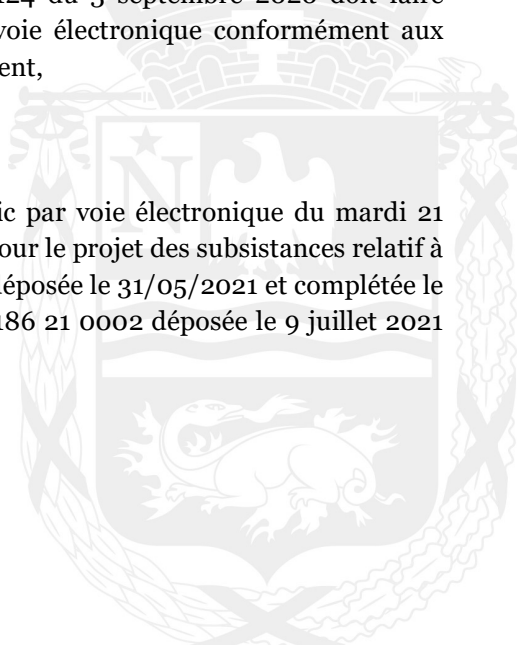 du 3 septembre 2020 doit faire
voie électronique conformément aux
ent,
N
ic par voie électronique du mardi 21
our le projet des subsistances relatif à
éposée le 31/05/2021 et complétée le
186 21 0002 déposée le 9 juillet 2021